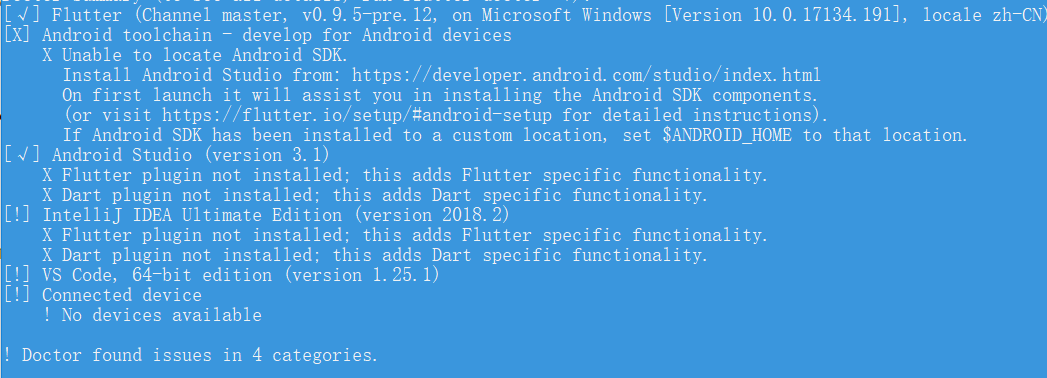 [√] Flutter (Channel master, v0.9.5-pre.12, on Microsoft Windows [Version 10.0.17134.191], locale zh-CN)
[X] Android toolchain - develop for Android devices
X Unable to locate Android SDK.
Install Android Studio from: https://developer.android.com/studio/index.html
On first launch it will assist you in installing the Android SDK components.
(or visit https://flutter.io/setup/#android-setup for detailed instructions).
If Android SDK has been installed to a custom location, set $ANDROID_HOME to that location.
[√] Android Studio (version 3.1)
X Flutter plugin not installed; this adds Flutter specific functionality.
X Dart plugin not installed; this adds Dart specific functionality.
[!] IntelliJ IDEA Ultimate Edition (version 2018.2)
X Flutter plugin not installed; this adds Flutter specific functionality.
X Dart plugin not installed; this adds Dart specific functionality.
[!] VS Code, 64-bit edition (version 1.25.1)
[!] Connected device
! No devices available
! Doctor found issues in 4 categories.